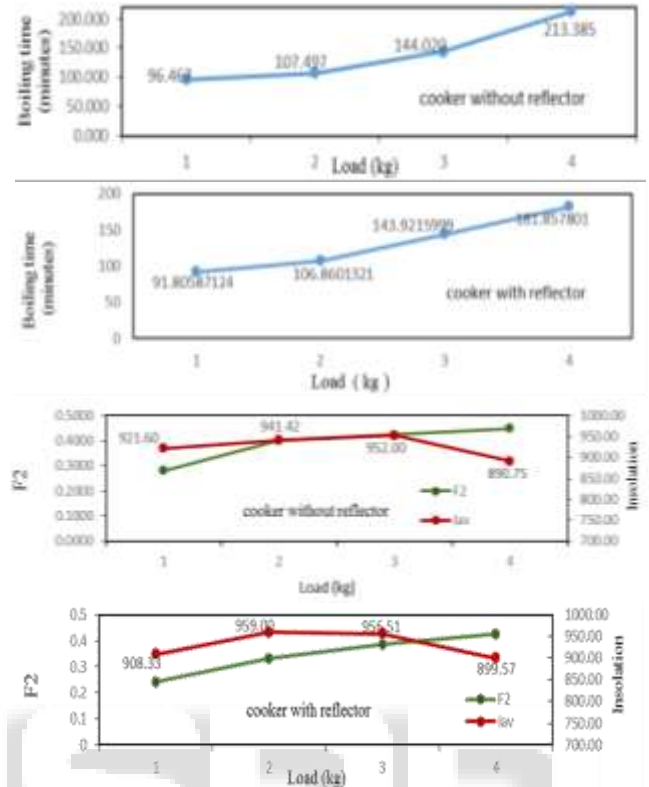 200.000
213.385
150.000
144.020
107.497
100.000
50.000
cooker without reflector
0.000
1 2 3 4
Load (kg)
Boiling time
(minutes)
200
143.9215999
181.857801
150
100
91.80587124
106.8601321
50
cooker with reflector
0
1 2 3 4
Load ( kg )
Boiling time
(minutes)
0.5000
1000.00
941.42
921.60
0.4000
950.00
952.00
0.3000
900.00
890.75
F2
0.2000
850.00
F2
Insolation
800.00
0.1000
cooker without reflector
Iav
750.00
0.0000
700.00
1 2 3 4
Load (kg)
0.5
1000.00
959.00
955.51
950.00
0.4
908.33
899.57
900.00
0.3
F2
850.00
0.2
F2
Insolation
800.00
0.1
cooker with reflector
Iav
750.00
0
700.00
1 2 3 4
Load (kg)